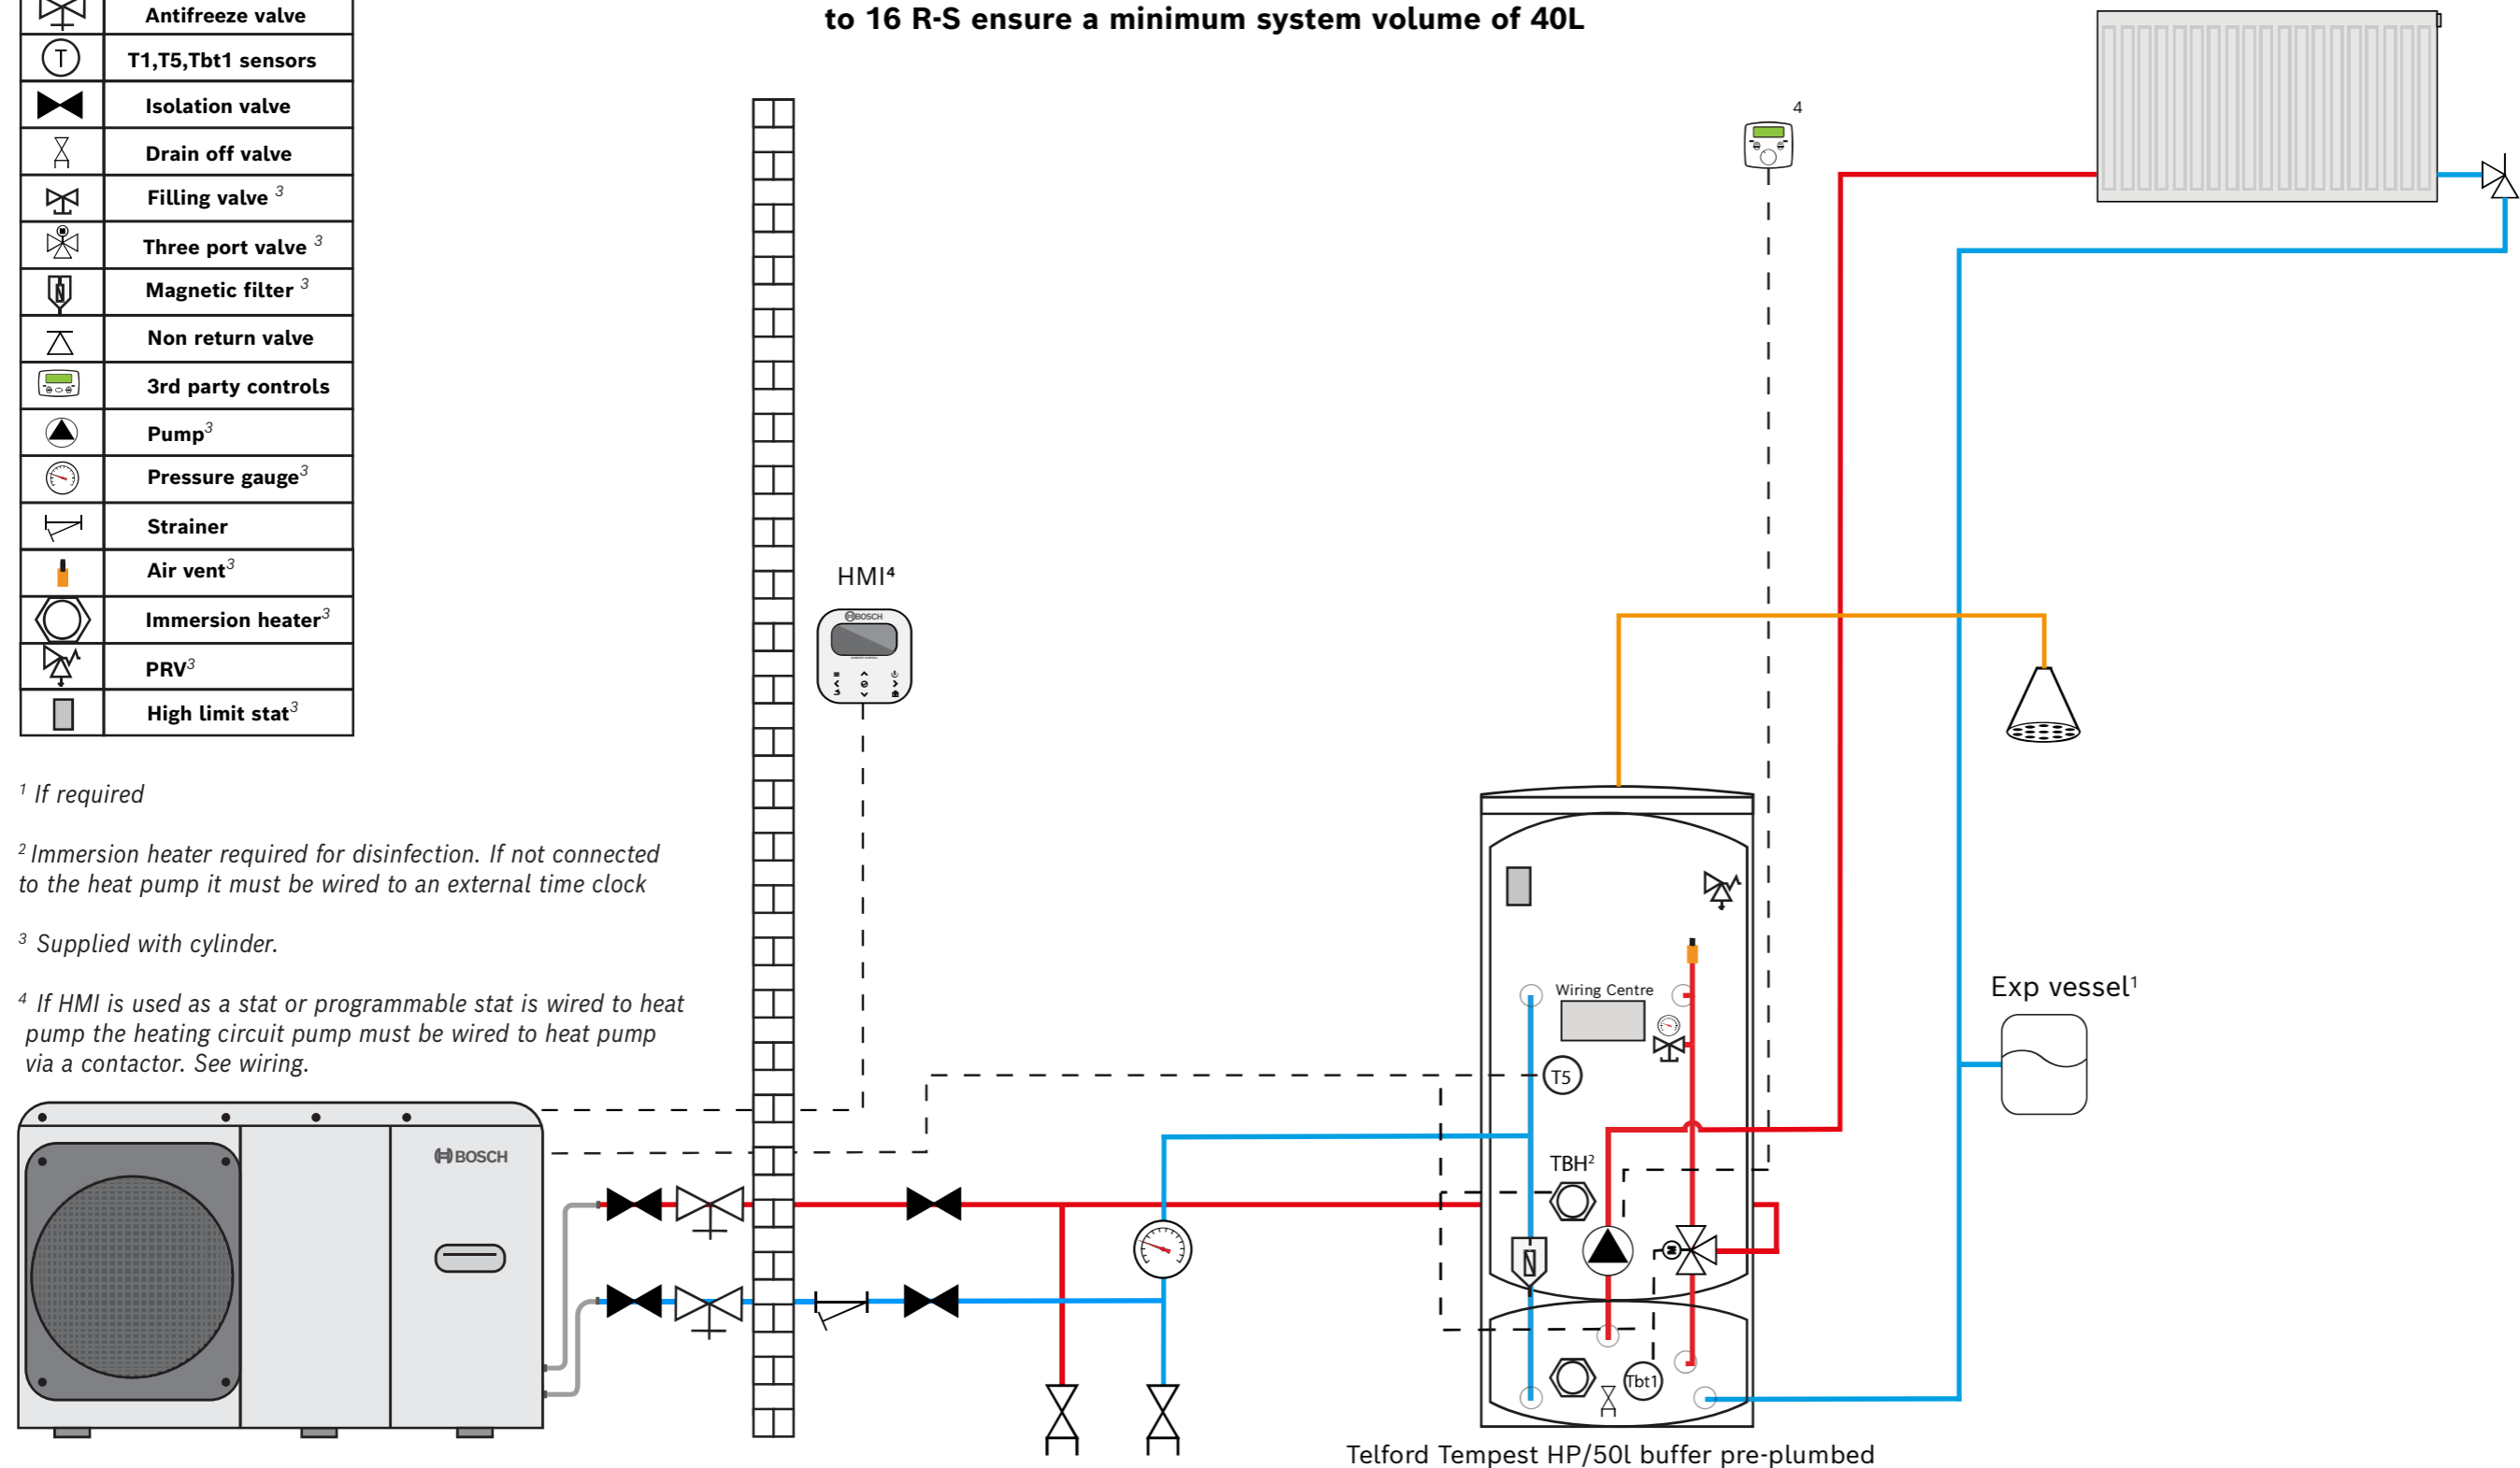 to 16 R-S ensure a minimum system volume of 40L
Antifreeze valve
T
T1,T5,Tbt1 sensors
Isolation valve
Drain off valve
Filling valve ³
Three port valve ³
Magnetic filter ³
Non return valve
3rd party controls
Pump³
Pressure gauge³
Strainer
Air vent³
Immersion heater³
PRV³
High limit stat³
¹ If required
² Immersion heater required for disinfection. If not connected
to the heat pump it must be wired to an external time clock
³ Supplied with cylinder.
⁴ If HMI is used as a stat or programmable stat is wired to heat
pump the heating circuit pump must be wired to heat pump
via a contactor. See wiring.
BOSCH
HMI⁴
BOSCH
4
Wiring Centre
T5
TBH²
M
Tbt1
Exp vessel¹
Telford Tempest HP/50l buffer pre-plumbed